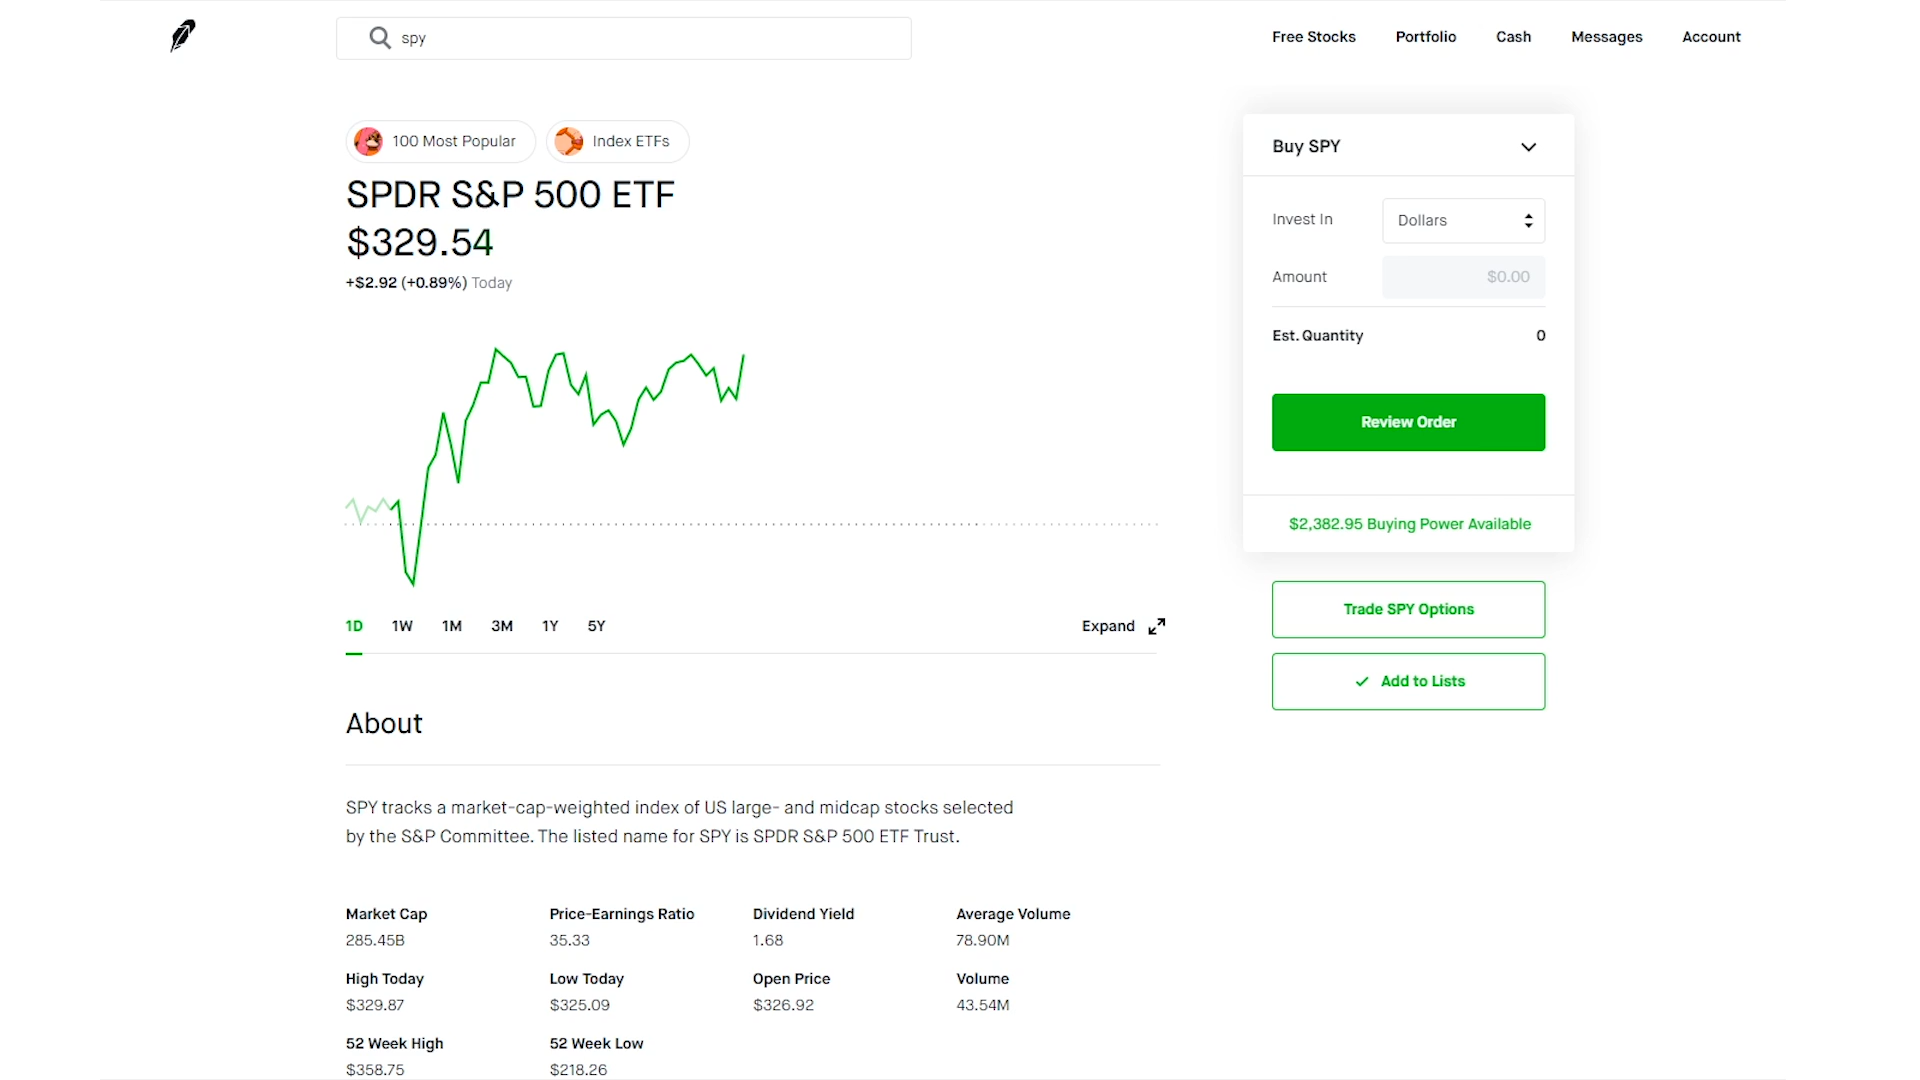 spy
Free Stocks Portfolio Cash Messages Account
100 Most Popular Index ETFs
SPDR S&P 500 ETF
$329.54
+$2.92 (+0.89%) Today
1D 1W 1M 3M 1Y 5Y Expand
Buy SPY
Invest In Dollars
Amount $0.00
Est. Quantity 0
Review Order
$2,382.95 Buying Power Available
Trade SPY Options
Add to Lists
About
SPY tracks a market-cap-weighted index of US large- and midcap stocks selected
by the S&P Committee. The listed name for SPY is SPDR S&P 500 ETF Trust.
Market Cap Price-Earnings Ratio Dividend Yield Average Volume
285.45B 35.33 1.68 78.90M
High Today Low Today Open Price Volume
$329.87 $325.09 $326.92 43.54M
52 Week High 52 Week Low
$358.75 $218.26